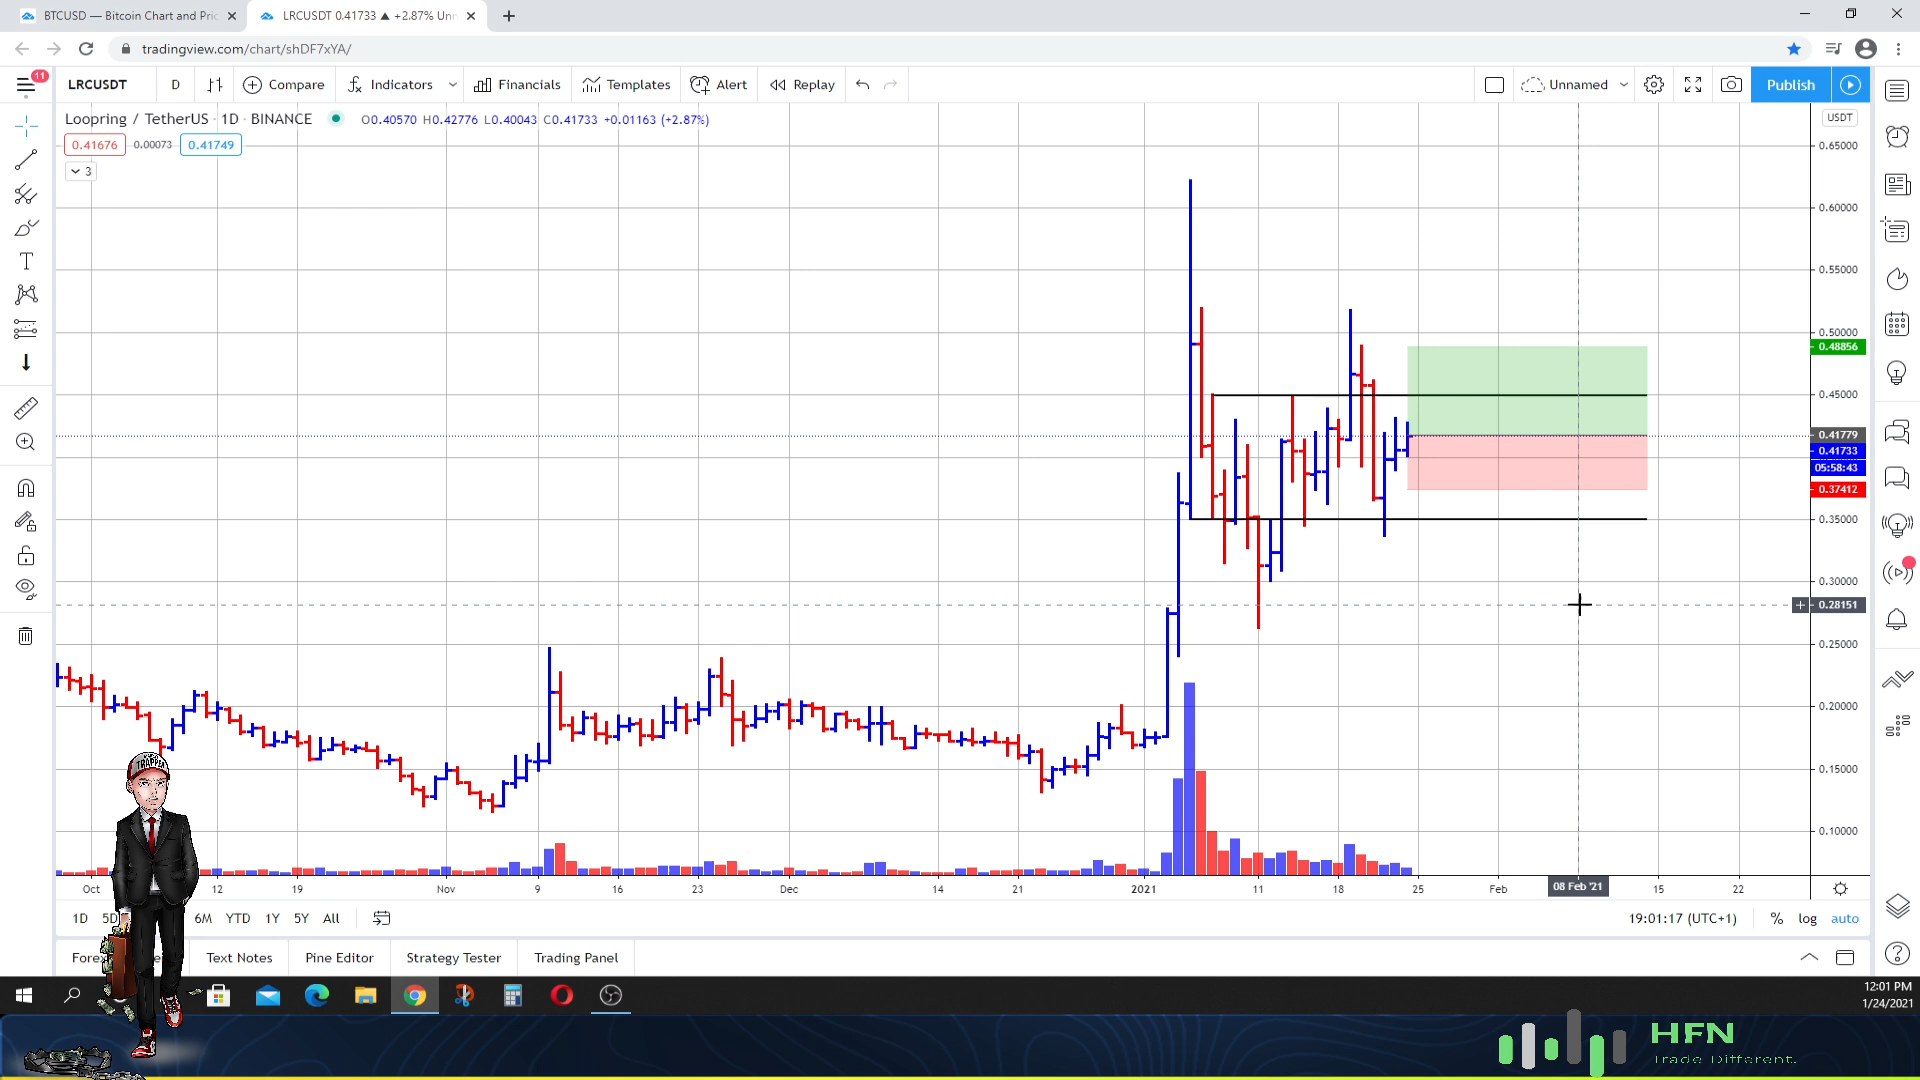 BTCUSD — Bitcoin Chart and Pric
LRCUSDT 0.41733 ▲ +2.87% Unn
tradingview.com/chart/shDF7xYA/
11
LRCUSDT
D
Compare
Indicators
Financials
Templates
Alert
Replay
Unnamed
Publish
Loopring / TetherUS · 1D · BINANCE
O0.40570 H0.42776 L0.40043 C0.41733 +0.01163 (+2.87%)
USDT
0.41676
0.00073
0.41749
3
0.65000
0.60000
0.55000
0.50000
0.48856
0.45000
0.41779
0.41733
05:58:43
0.37412
0.35000
0.30000
0.28151
0.25000
0.20000
0.15000
0.10000
TRAPPER
Oct
12
19
Nov
9
16
23
Dec
14
21
2021
11
18
25
Feb
08 Feb '21
15
22
1D
5D
6M
YTD
1Y
5Y
All
19:01:17 (UTC+1)
%
log
auto
Text Notes
Pine Editor
Strategy Tester
Trading Panel
12:01 PM
1/24/2021
HFN
Trade Different.